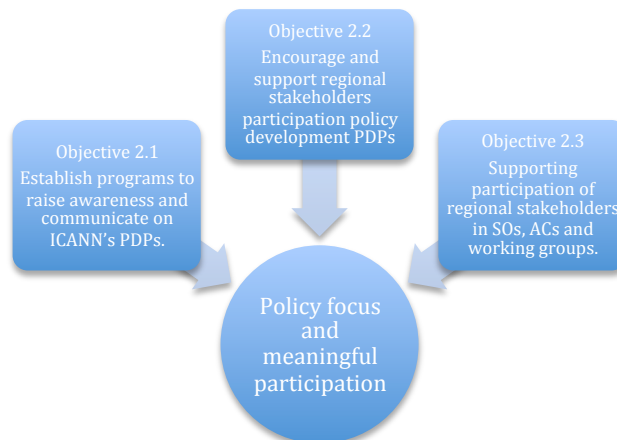 Objective 2.1
Establish programs to
raise awareness and
communicate on
ICANN's PDPs.
Objective 2.2
Encourage and
support regional
stakeholders
participation policy
development PDPs
Objective 2.3
Supporting
participation of
regional stakeholders
in SOs, ACs and
working groups.
Policy focus
and
meaningful
participation